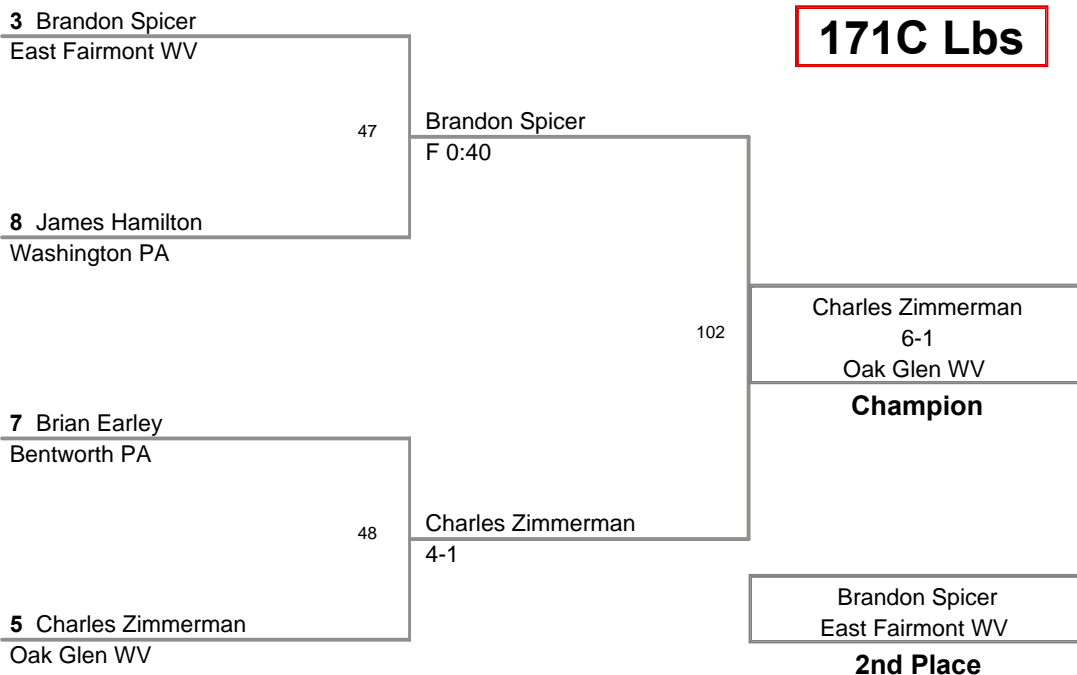 3 Brandon Spicer
East Fairmont WV
171C Lbs
47
Brandon Spicer
F 0:40
8 James Hamilton
Washington PA
102
Charles Zimmerman
6-1
Oak Glen WV
Champion
7 Brian Earley
Bentworth PA
48
Charles Zimmerman
4-1
5 Charles Zimmerman
Oak Glen WV
Brandon Spicer
East Fairmont WV
2nd Place